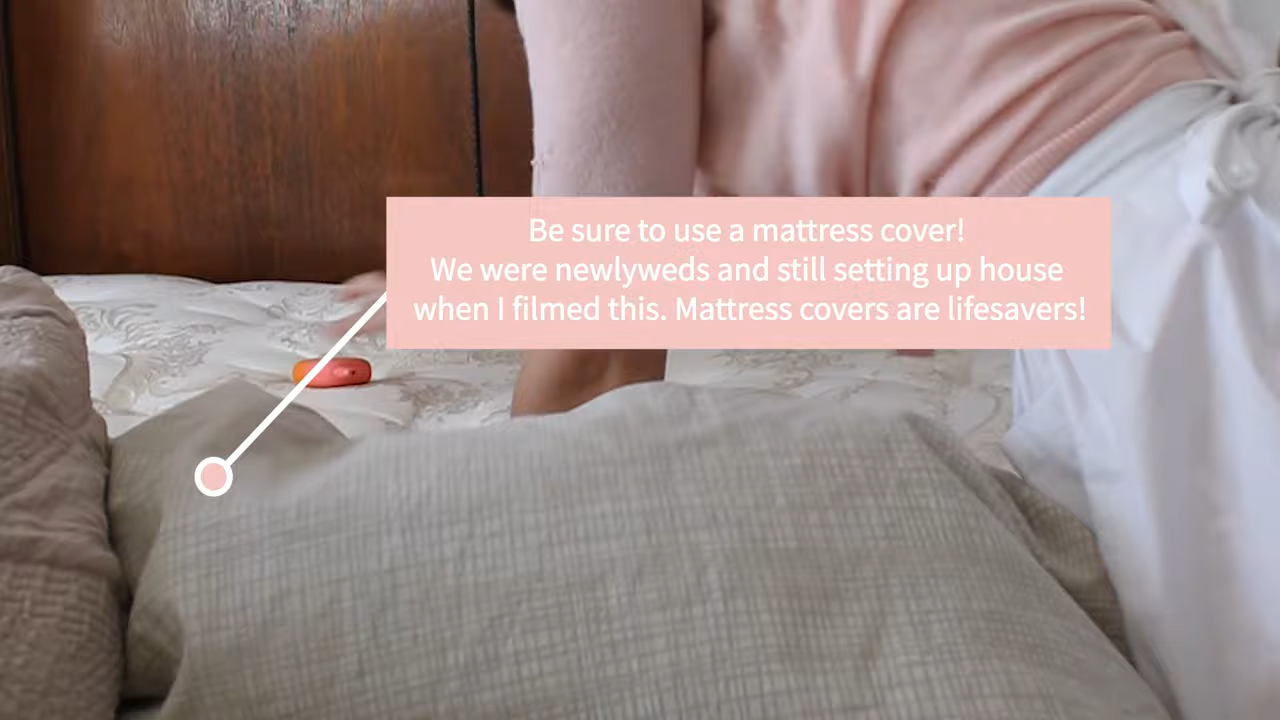 Be sure to use a mattress cover!
We were newlyweds and still setting up house
when I filmed this. Mattress covers are lifesavers!